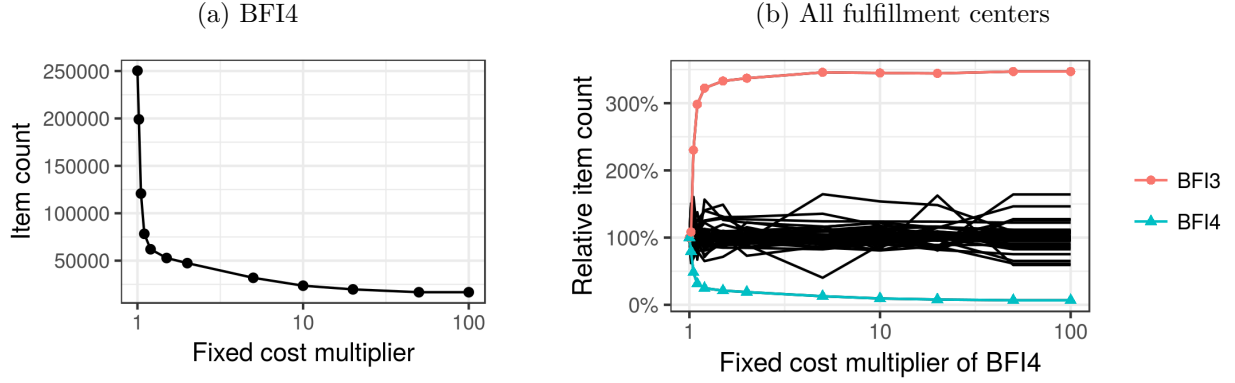 (a) BFI4
Item count
250000
200000
150000
100000
50000
1
10
100
Fixed cost multiplier
(b) All fulfillment centers
Relative item count
300%
200%
100%
0%
1
10
100
Fixed cost multiplier of BFI4
BFI3
BFI4